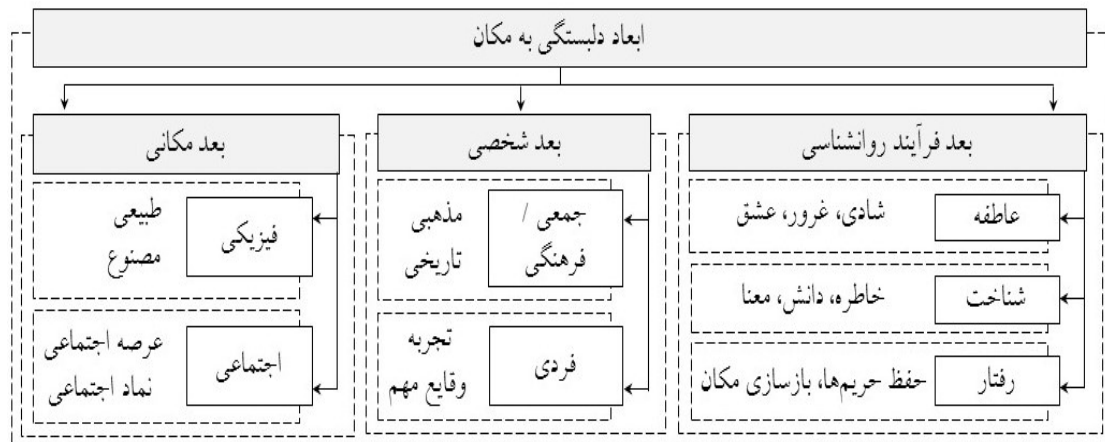 ابعاد دلبستگی به مکان
بعد فرآیند روانشناسی
عاطفه
شادی، غرور، عشق
شناخت
خاطره، دانش، معنا
رفتار
حفظ حریم‌ها، بازسازی مکان
بعد شخصی
جمعی /
فرهنگی
مذهبی
تاریخی
فردی
تجربه
وقایع مهم
بعد مکانی
فیزیکی
طبیعی
مصنوع
اجتماعی
عرصه اجتماعی
نماد اجتماعی